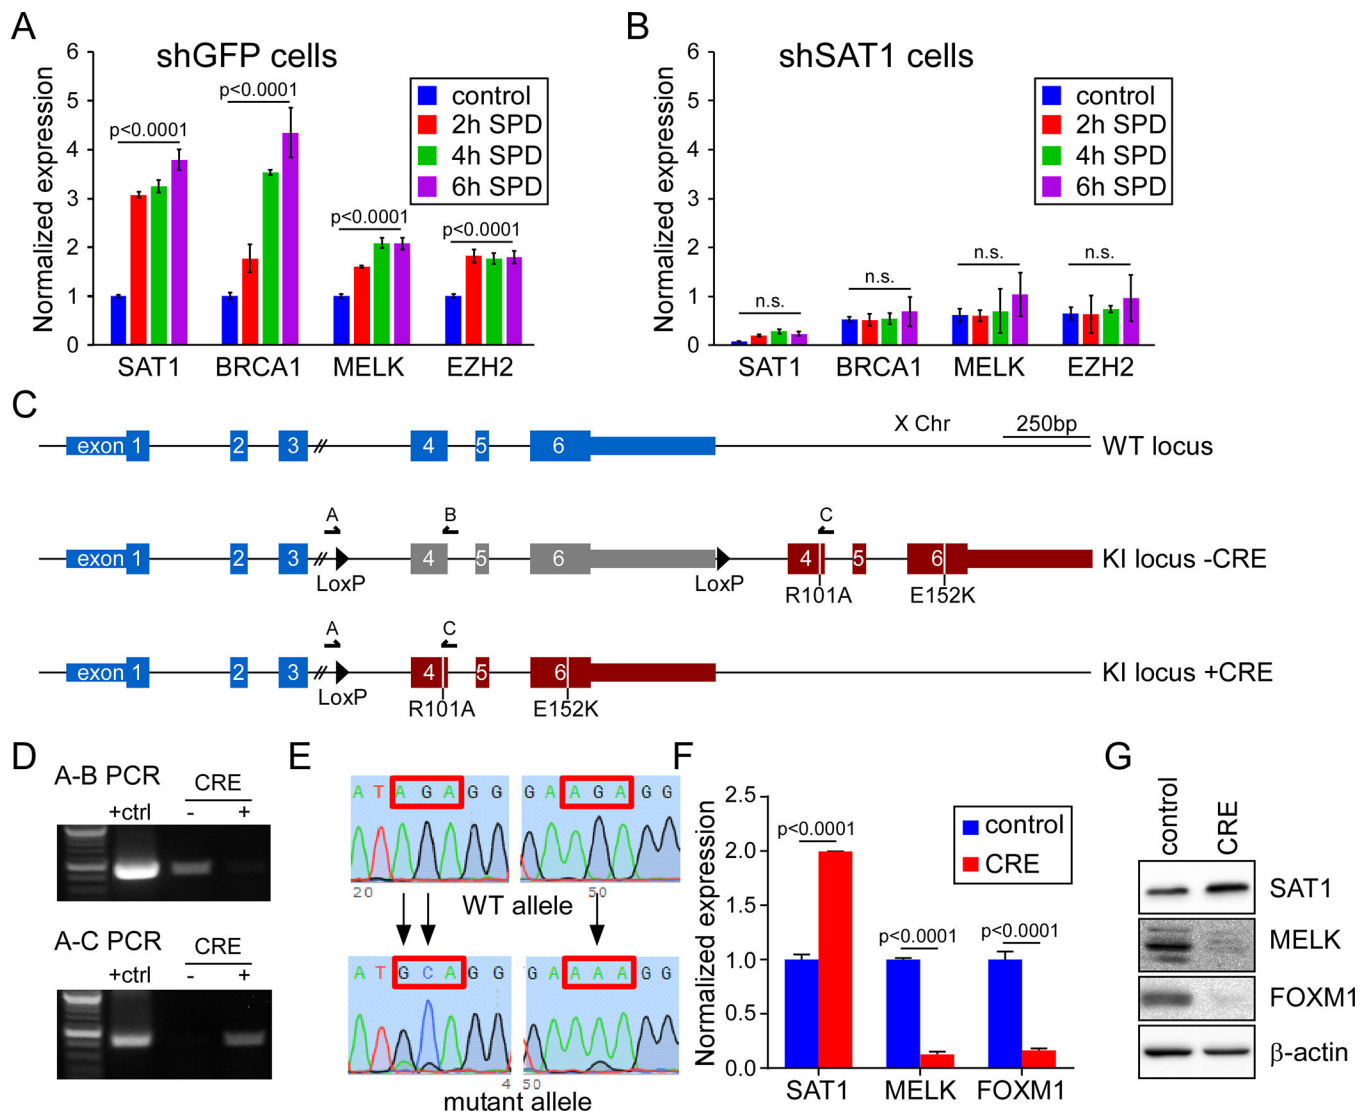 A
shGFP cells
Normalized expression
6
5
4
3
2
1
0
p<0.0001
p<0.0001
p<0.0001
p<0.0001
control
2h SPD
4h SPD
6h SPD
SAT1 BRCA1 MELK EZH2
B
shSAT1 cells
Normalized expression
6
5
4
3
2
1
0
n.s.
n.s.
n.s.
n.s.
control
2h SPD
4h SPD
6h SPD
SAT1 BRCA1 MELK EZH2
C
X Chr 250bp
exon 1 2 3 // 4 5 6 WT locus
A B C
exon 1 2 3 // 4 5 6 4 5 6 KI locus -CRE
LoxP LoxP R101A E152K
A C
exon 1 2 3 // 4 5 6 KI locus +CRE
LoxP R101A E152K
D
A-B PCR CRE
+ctrl - +
A-C PCR CRE
+ctrl - +
E
A T A G A G G G A A G A G G
20 50
WT allele
A T G C A G G G A A A A G G
4 50
mutant allele
F
Normalized expression
2.5
2.0
1.5
1.0
0.5
0.0
p<0.0001
p<0.0001
p<0.0001
control
CRE
SAT1 MELK FOXM1
G
control CRE
SAT1
MELK
FOXM1
β-actin